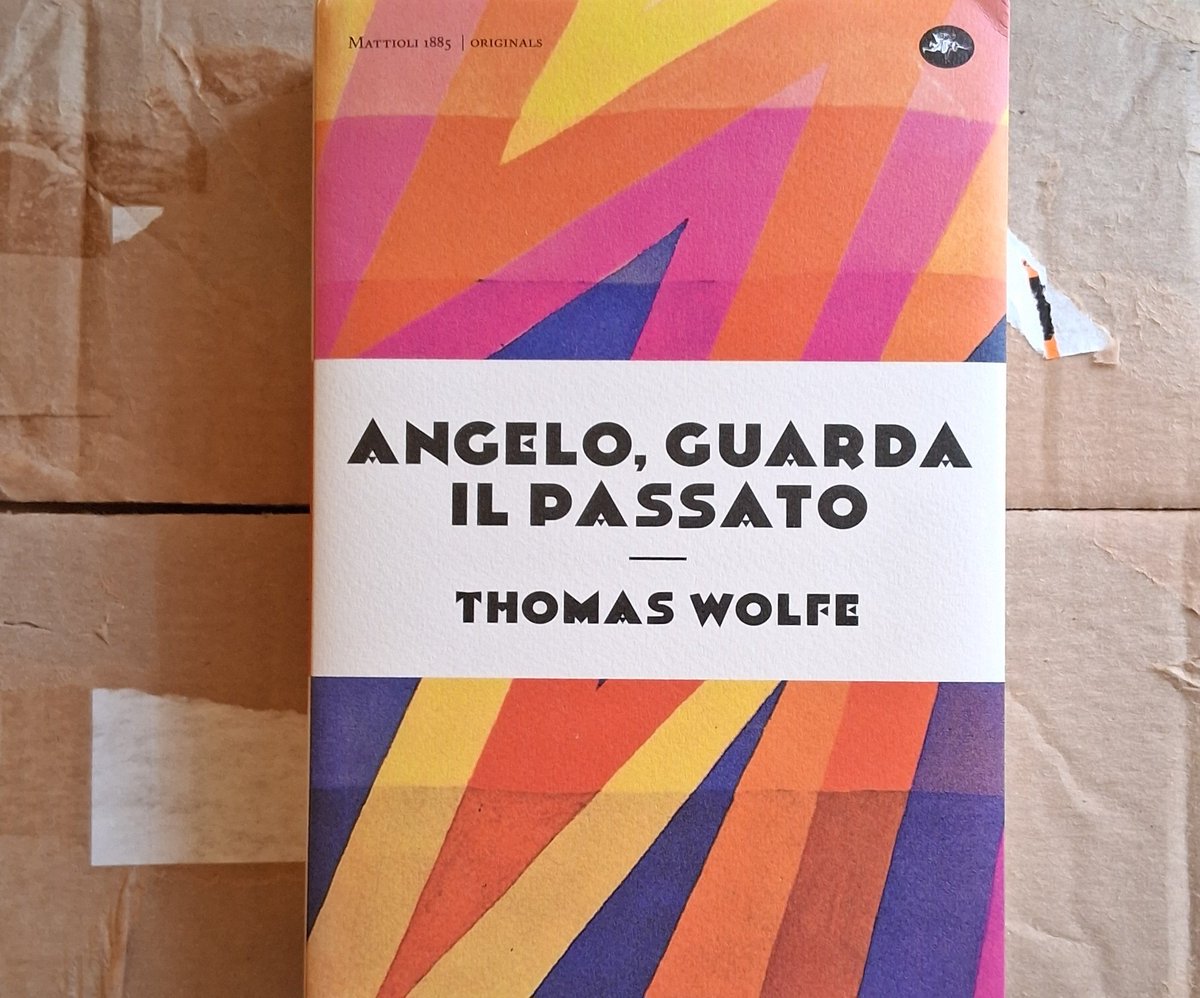 Mattioli 1885 | originals
ANGELO, GUARDA
IL PASSATO
THOMAS WOLFE